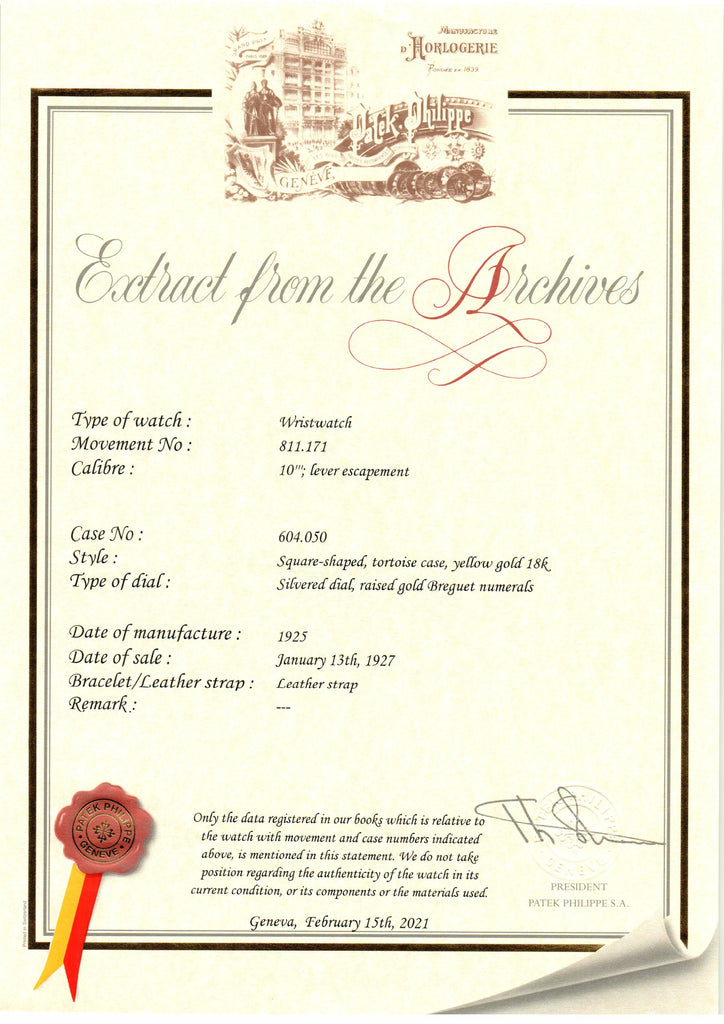 GRAND PRIX
PARIS
MANUFACTURE
D'HORLOGERIE
FONDÉE EN 1839
Patek Philippe
GENÈVE
Extract from the Archives
Type of watch : Wristwatch
Movement No : 811.171
Calibre : 10'''; lever escapement
Case No : 604.050
Style : Square-shaped, tortoise case, yellow gold 18k
Type of dial : Silvered dial, raised gold Breguet numerals
Date of manufacture : 1925
Date of sale : January 13th, 1927
Bracelet/Leather strap : Leather strap
Remark : ---
Only the data registered in our books which is relative to
the watch with movement and case numbers indicated
above, is mentioned in this statement. We do not take
position regarding the authenticity of the watch in its
current condition, or its components or the materials used.
Geneva, February 15th, 2021
PATEK PHILIPPE
GENEVE
PRESIDENT
PATEK PHILIPPE S.A.
Printed in Switzerland